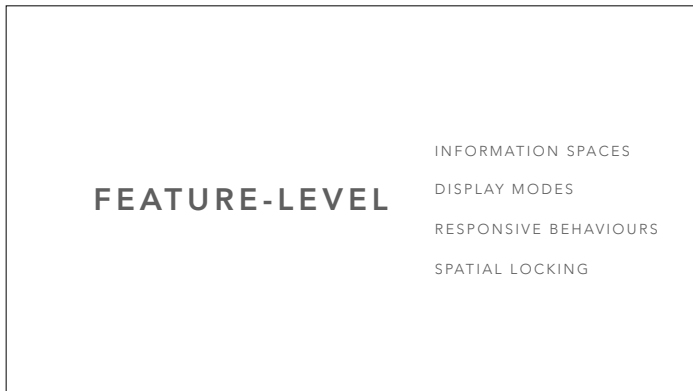 FEATURE-LEVEL
INFORMATION SPACES
DISPLAY MODES
RESPONSIVE BEHAVIOURS
SPATIAL LOCKING